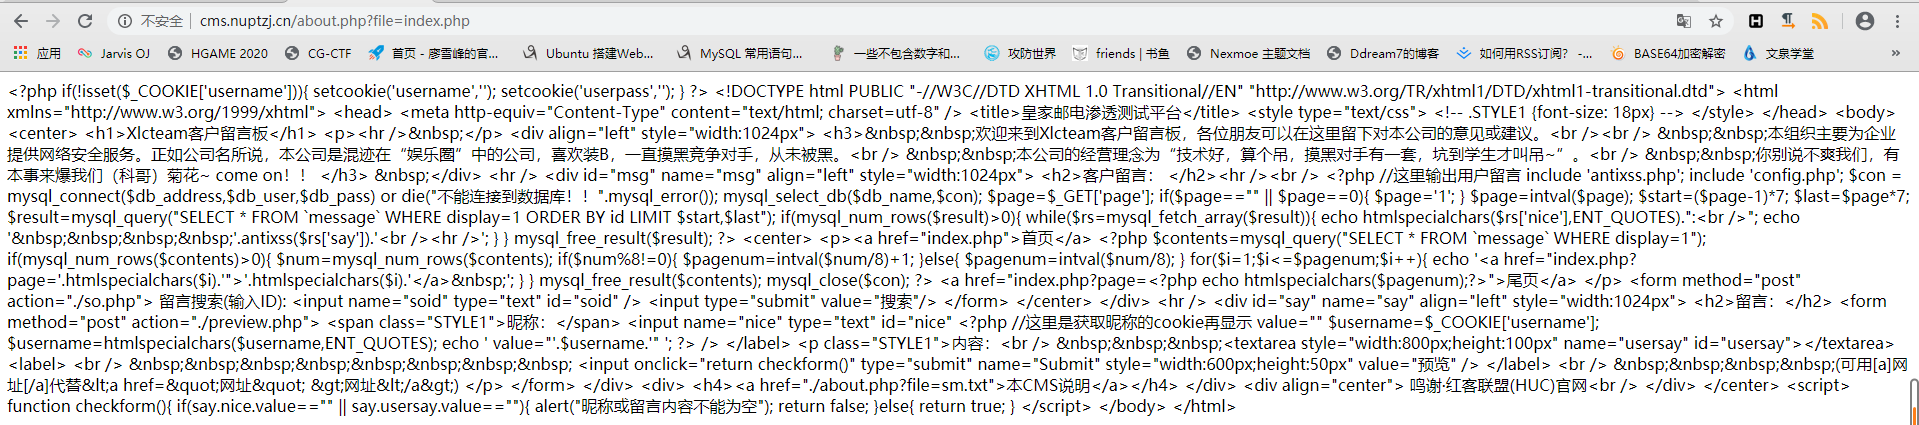 不安全 | cms.nuptzj.cn/about.php?file=index.php
应用 Jarvis OJ HGAME 2020 CG-CTF 首页 - 廖雪峰的官... Ubuntu 搭建Web... MySQL 常用语句... 一些不包含数字和... 攻防世界 friends | 书鱼 Nexmoe 主题文档 Ddream7的博客 如何用RSS订阅？ -... BASE64加密解密 文泉学堂 »
<?php if(!isset($_COOKIE['username'])){ setcookie('username',''); setcookie('userpass',''); } ?> <!DOCTYPE html PUBLIC "-//W3C//DTD XHTML 1.0 Transitional//EN" "http://www.w3.org/TR/xhtml1/DTD/xhtml1-transitional.dtd"> <html
xmlns="http://www.w3.org/1999/xhtml"> <head> <meta http-equiv="Content-Type" content="text/html; charset=utf-8" /> <title>皇家邮电渗透测试平台</title> <style type="text/css"> <!-- .STYLE1 {font-size: 18px} --> </style> </head> <body>
<center> <h1>Xlcteam客户留言板</h1> <p><hr />&nbsp;</p> <div align="left" style="width:1024px"> <h3>&nbsp;&nbsp;欢迎来到Xlcteam客户留言板，各位朋友可以在这里留下对本公司的意见或建议。<br /><br /> &nbsp;&nbsp;本组织主要为企业
提供网络安全服务。正如公司名所说，本公司是混迹在“娱乐圈”中的公司，喜欢装B，一直摸黑竞争对手，从未被黑。<br /> &nbsp;&nbsp;本公司的经营理念为“技术好，算个吊，摸黑对手有一套，坑到学生才叫吊~”。<br /> &nbsp;&nbsp;你别说不爽我们，有
本事来爆我们（科哥）菊花~ come on！！ </h3> &nbsp;</div> <hr /> <div id="msg" name="msg" align="left" style="width:1024px"> <h2>客户留言： </h2><hr /><br /> <?php //这里输出用户留言 include 'antixss.php'; include 'config.php'; $con =
mysql_connect($db_address,$db_user,$db_pass) or die("不能连接到数据库！！".mysql_error()); mysql_select_db($db_name,$con); $page=$_GET['page']; if($page=="" || $page==0){ $page='1'; } $page=intval($page); $start=($page-1)*7; $last=$page*7;
$result=mysql_query("SELECT * FROM `message` WHERE display=1 ORDER BY id LIMIT $start,$last"); if(mysql_num_rows($result)>0){ while($rs=mysql_fetch_array($result)){ echo htmlspecialchars($rs['nice'],ENT_QUOTES).":<br />"; echo
'&nbsp;&nbsp;&nbsp;&nbsp;'.antixss($rs['say']).'<br /><hr />'; } } mysql_free_result($result); ?> <center> <p><a href="index.php">首页</a> <?php $contents=mysql_query("SELECT * FROM `message` WHERE display=1");
if(mysql_num_rows($contents)>0){ $num=mysql_num_rows($contents); if($num%8!=0){ $pagenum=intval($num/8)+1; }else{ $pagenum=intval($num/8); } for($i=1;$i<=$pagenum;$i++){ echo '<a href="index.php?
page='.htmlspecialchars($i).'">'.htmlspecialchars($i).'</a>&nbsp;'; } } mysql_free_result($contents); mysql_close($con); ?> <a href="index.php?page=<?php echo htmlspecialchars($pagenum);?>">尾页</a> </p> <form method="post"
action="./so.php"> 留言搜索(输入ID): <input name="soid" type="text" id="soid" /> <input type="submit" value="搜索"/> </form> </center> </div> <hr /> <div id="say" name="say" align="left" style="width:1024px"> <h2>留言：</h2> <form
method="post" action="./preview.php"> <span class="STYLE1">昵称：</span> <input name="nice" type="text" id="nice" <?php //这里是获取昵称的cookie再显示 value="" $username=$_COOKIE['username'];
$username=htmlspecialchars($username,ENT_QUOTES); echo ' value="'.$username.'" '; ?> /> </label> <p class="STYLE1">内容：<br /> &nbsp;&nbsp;<textarea style="width:800px;height:100px" name="usersay" id="usersay"></textarea>
<label> <br /> &nbsp;&nbsp;&nbsp;&nbsp;&nbsp;&nbsp;&nbsp;&nbsp; <input onclick="return checkform()" type="submit" name="Submit" style="width:600px;height:50px" value="预览" /> </label> <br /> &nbsp;&nbsp;&nbsp;&nbsp;(可用[a]网
址[/a]代替&lt;a href=&quot;网址&quot; &gt;网址&lt;/a&gt;) </p> </form> </div> <div> <h4><a href="./about.php?file=sm.txt">本CMS说明</a></h4> </div> <div align="center"> 鸣谢·红客联盟(HUC)官网<br /> </div> </center> <script>
function checkform(){ if(say.nice.value=="" || say.usersay.value==""){ alert("昵称或留言内容不能为空"); return false; }else{ return true; } </script> </body> </html>